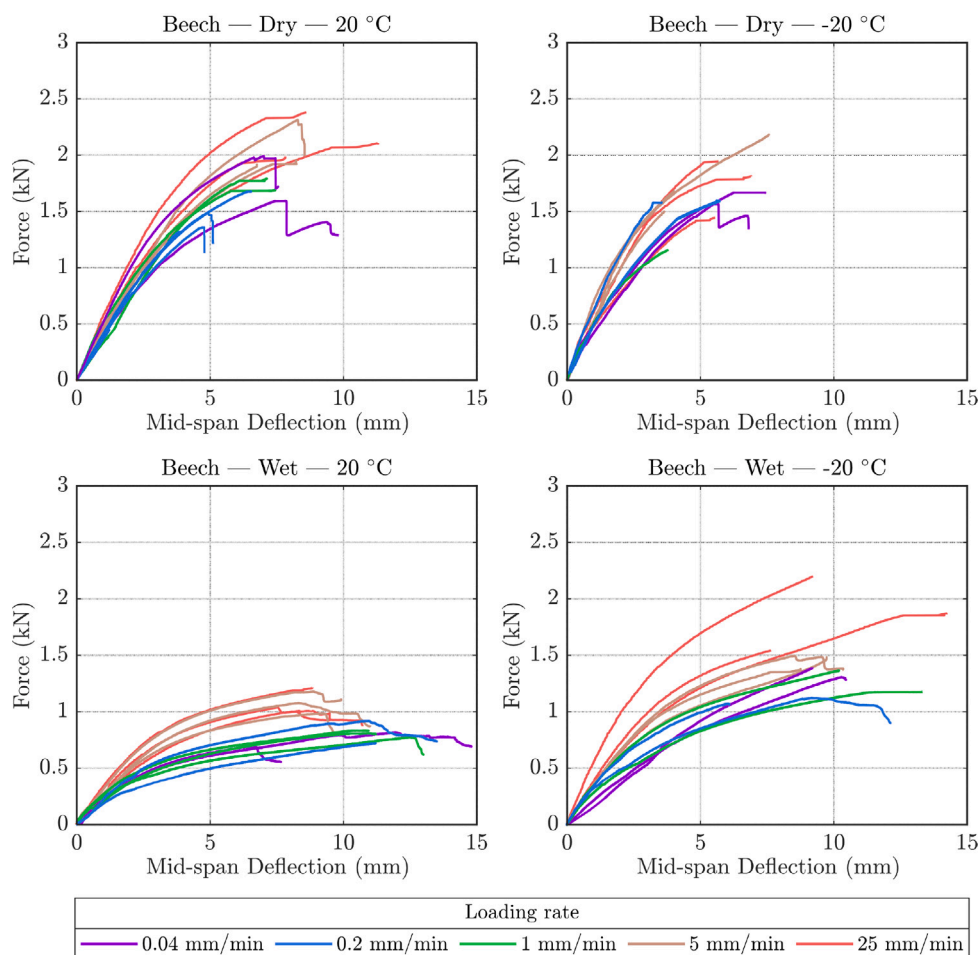 Beech — Dry — 20 °C
3
2.5
2
1.5
1
0.5
0
Force (kN)
0 5 10 15
Mid-span Deflection (mm)
Beech — Dry — -20 °C
3
2.5
2
1.5
1
0.5
0
Force (kN)
0 5 10 15
Mid-span Deflection (mm)
Beech — Wet — 20 °C
3
2.5
2
1.5
1
0.5
0
Force (kN)
0 5 10 15
Mid-span Deflection (mm)
Beech — Wet — -20 °C
3
2.5
2
1.5
1
0.5
0
Force (kN)
0 5 10 15
Mid-span Deflection (mm)
Loading rate
0.04 mm/min 0.2 mm/min 1 mm/min 5 mm/min 25 mm/min